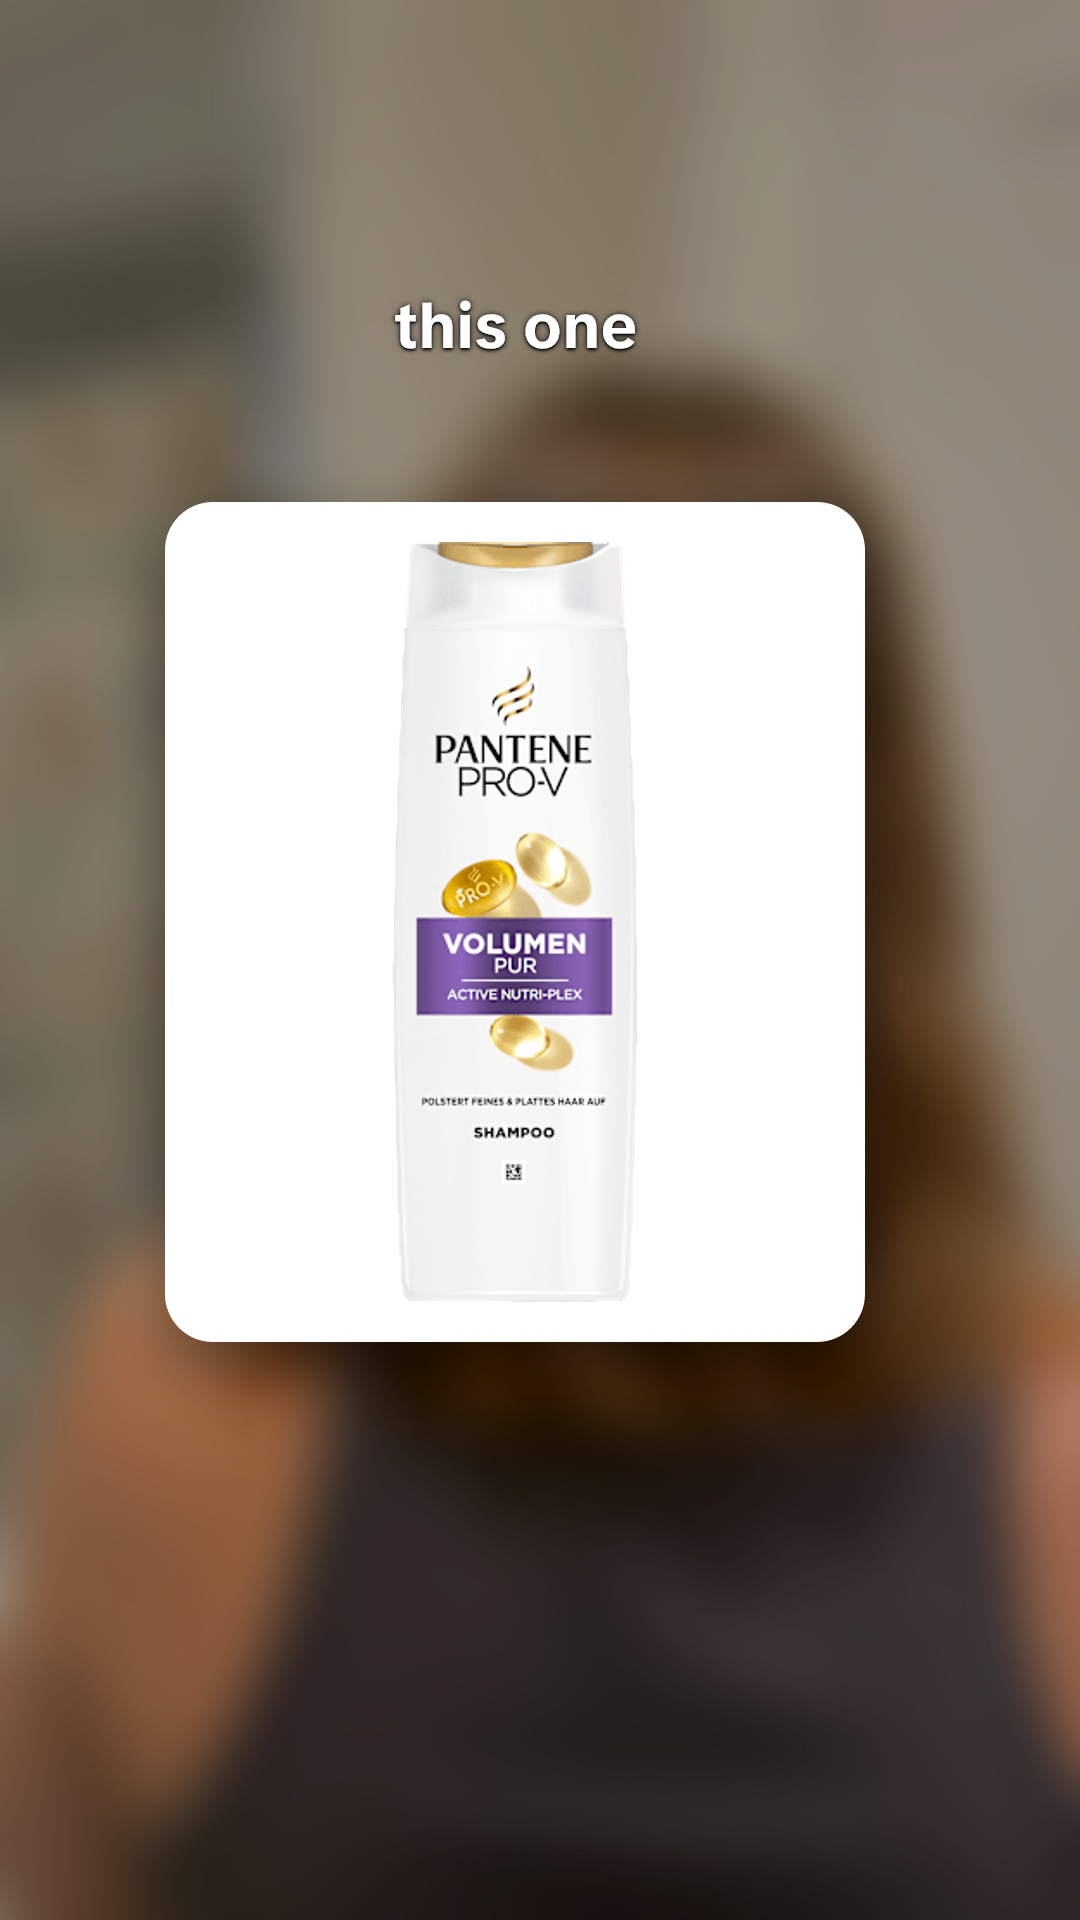 this one
PANTENE
PRO-V
PRO-V
VOLUMEN
PUR
ACTIVE NUTRI-PLEX
POLSTERT FEINES & PLATTES HAAR AUF
SHAMPOO